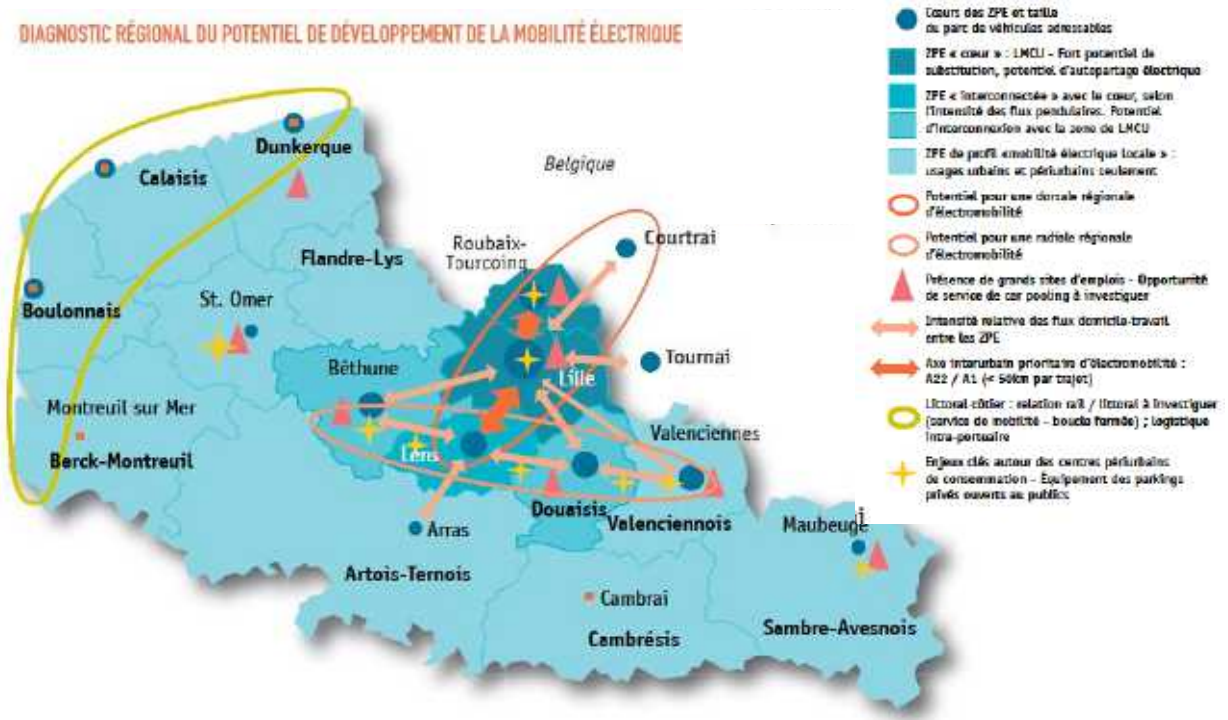 DIAGNOSTIC RÉGIONAL DU POTENTIEL DE DÉVELOPPEMENT DE LA MOBILITÉ ÉLECTRIQUE
Dunkerque
Calaisis
Belgique
Courtrai
Roubaix-
Tourcoing
Flandre-Lys
Boulonnais
St. Omer
Tournai
Béthune
Lille
Montreuil sur Mer
Valenciennes
Lens
Berck-Montreuil
Douaisis
Valenciennois
Arras
Maubeuge
Artois-Ternois
Cambrai
Sambre-Avesnois
Cambrésis
Cœurs des ZPE et taille
du parc de véhicules adressables
ZPE « cœur » : LMCU - Fort potentiel de
substitution, potentiel d'autopartage électrique
ZPE « interconnectée » avec le cœur, selon
l'intensité des flux pendulaires. Potentiel
d'interconnexion avec la zone de LMCU
ZPE de profil «mobilité électrique locale » :
usages urbains et périurbains seulement
Potentiel pour une dorsale régionale
d'électromobilité
Potentiel pour une radiale régionale
d'électromobilité
Présence de grands sites d'emplois - Opportunité
de service de car pooling à investiguer
Intensité relative des flux domicile-travail
entre les ZPE
Axe interurbain prioritaire d'électromobilité :
A22 / A1 (< 50km par trajet)
Littoral-côtier : relation rail / littoral à investiguer
(service de mobilité - boucle fermée) ; logistique
intra-portuaire
Enjeux clés autour des centres périurbains
de consommation - Équipement des parkings
privés ouverts au publics